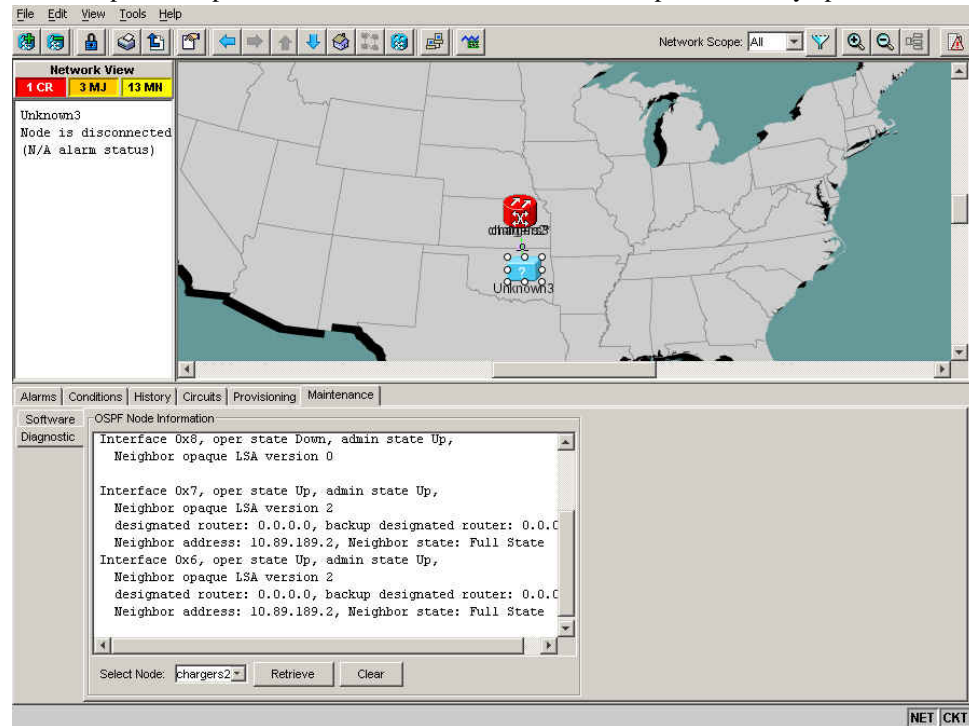 File Edit View Tools Help
Network Scope: All
Network View
1 CR 3 MJ 13 MN
Unknown3
Node is disconnected
(N/A alarm status)
?
Unknown3
Alarms Conditions History Circuits Provisioning Maintenance
Software
Diagnostic
OSPF Node Information
Interface 0x8, oper state Down, admin state Up,
Neighbor opaque LSA version 0
Interface 0x7, oper state Up, admin state Up,
Neighbor opaque LSA version 2
designated router: 0.0.0.0, backup designated router: 0.0.0
Neighbor address: 10.89.189.2, Neighbor state: Full State
Interface 0x6, oper state Up, admin state Up,
Neighbor opaque LSA version 2
designated router: 0.0.0.0, backup designated router: 0.0.0
Neighbor address: 10.89.189.2, Neighbor state: Full State
Select Node: chargers2 Retrieve Clear
NET CKT